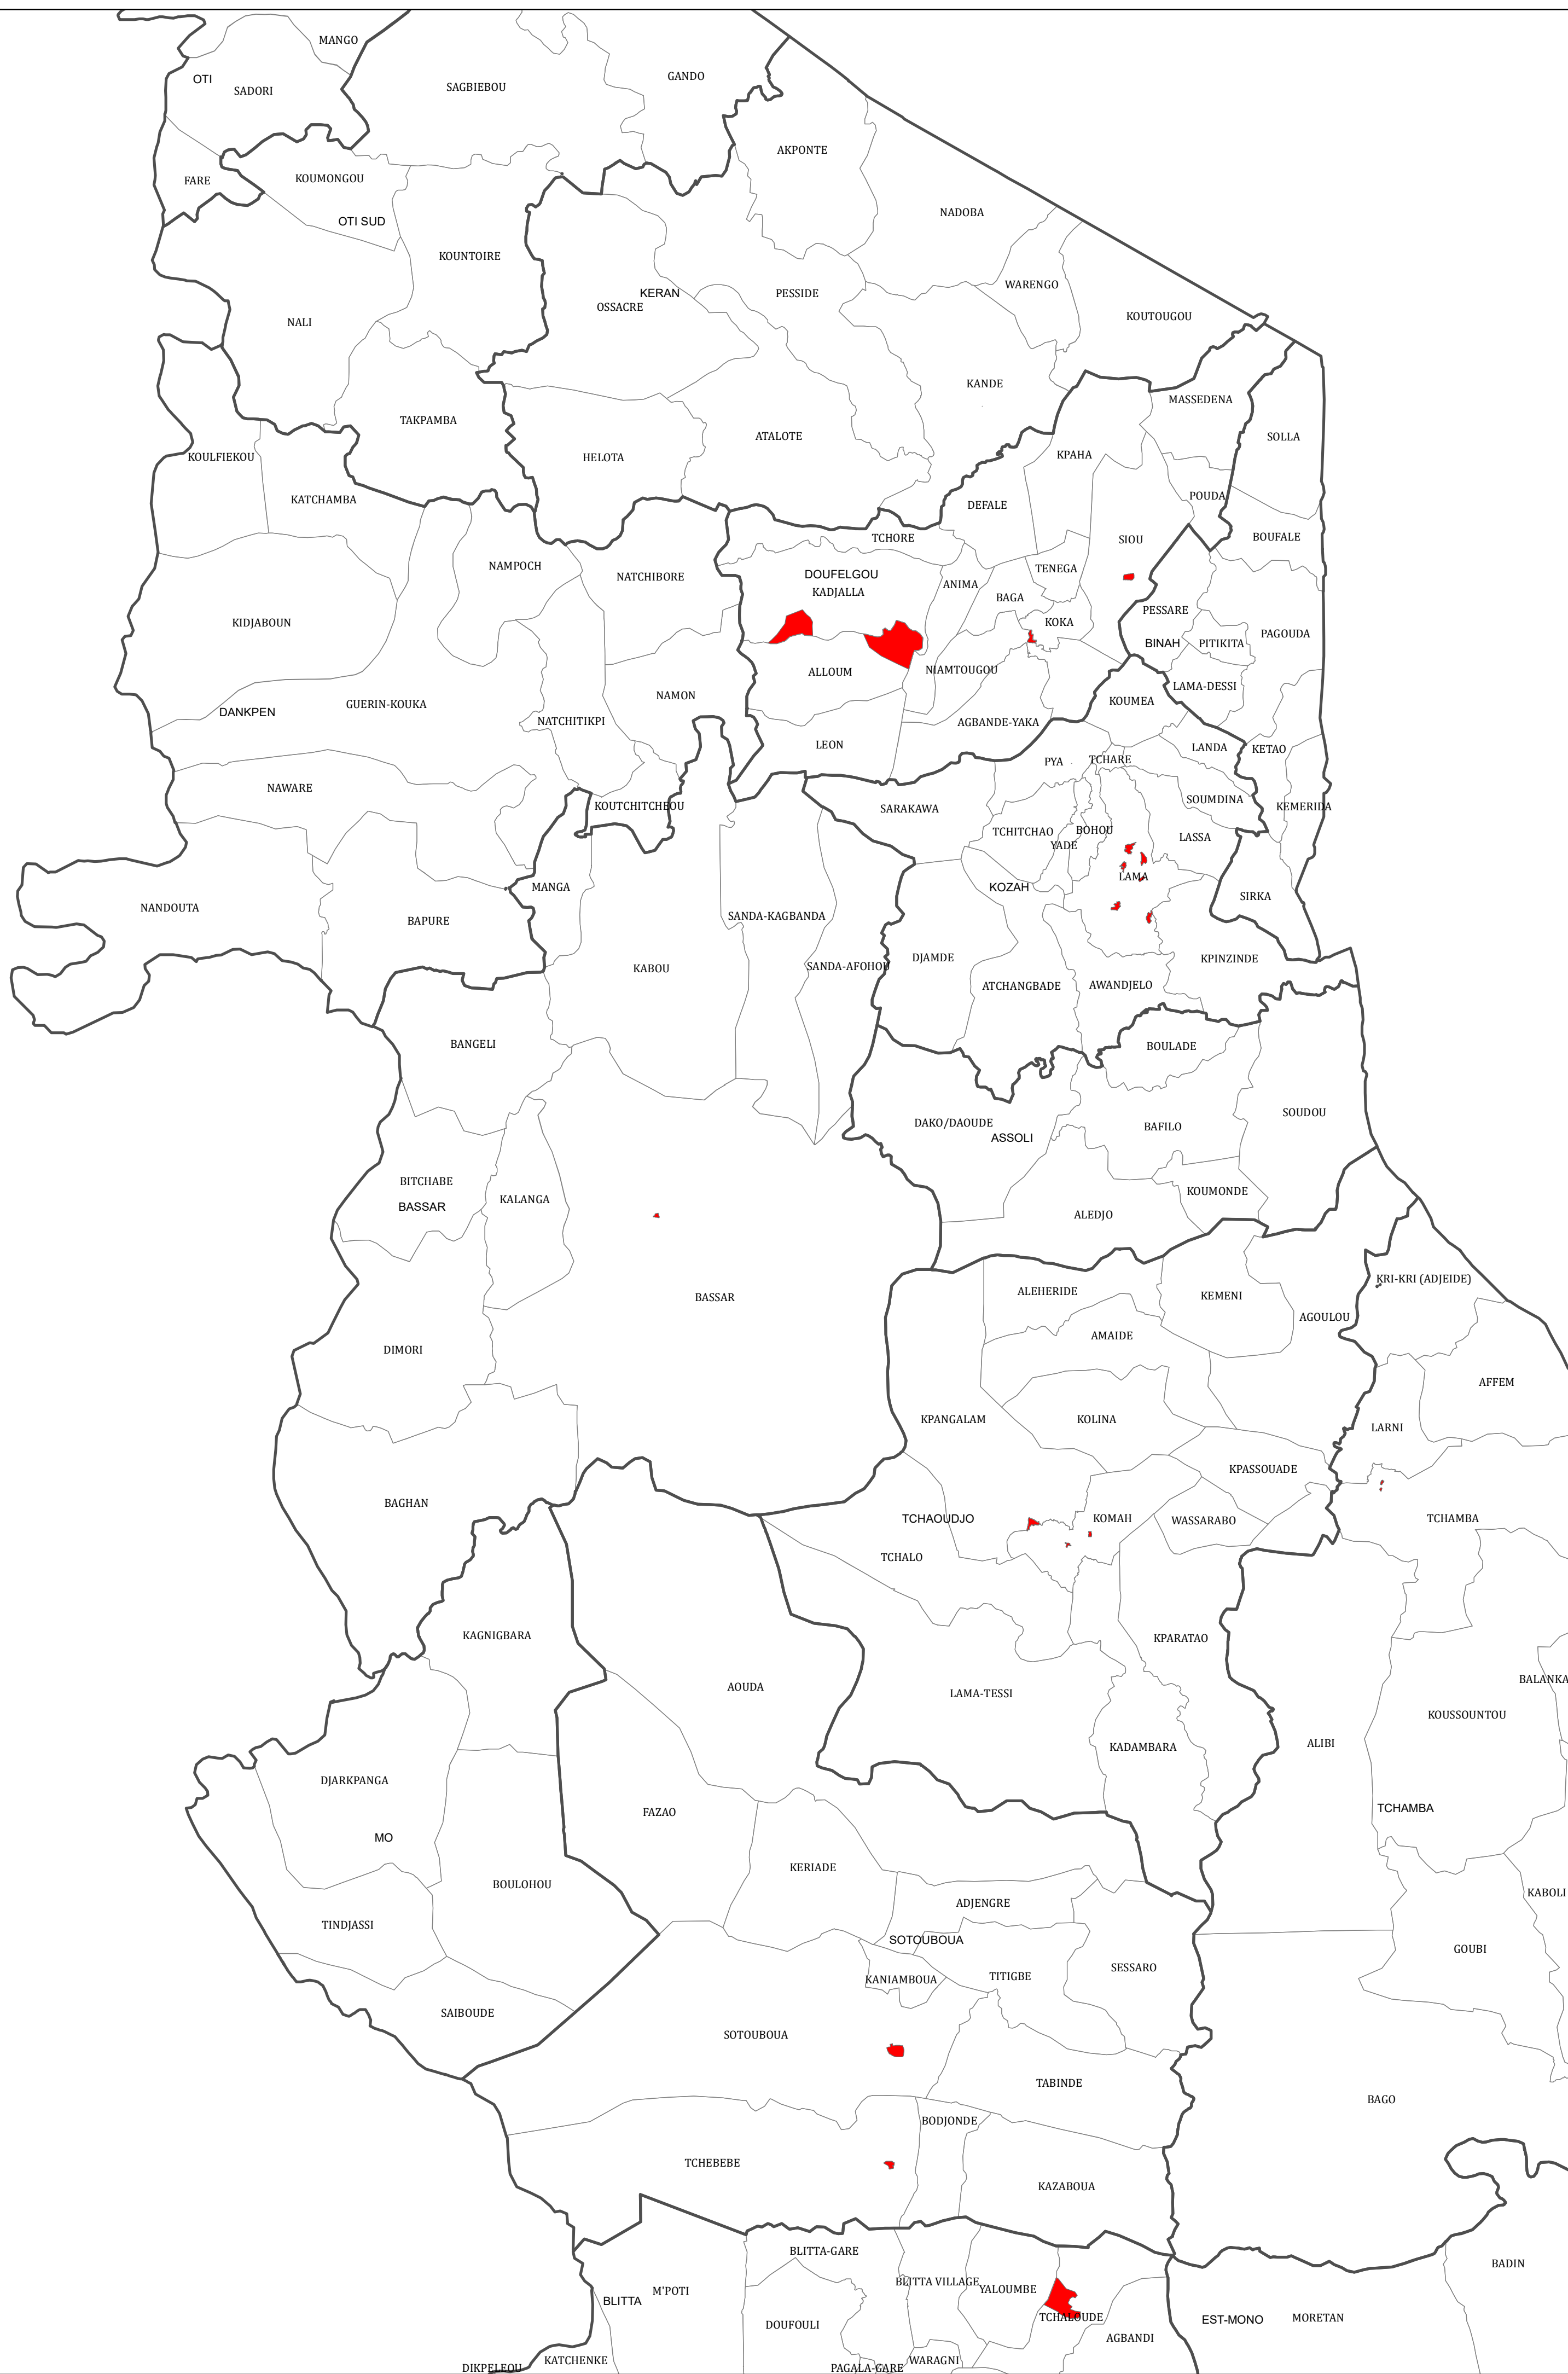 MANGO
OTI
SADORI
SAGBIEBOU
GANDO
AKPONTE
FARE
KOUMONGOU
OTI SUD
NADOBA
KOUNTOIRE
WARENGO
KERAN
PESSIDE
OSSACRE
NALI
KOUTOUGOU
KANDE
MASSEDENA
TAKPAMBA
ATALOTE
SOLLA
KOULFIEKOU
HELOTA
KPAHA
KATCHAMBA
POUDA
DEFALE
TCHORE
SIOU
BOUFALE
NAMPOCH
NATCHIBORE
DOUFELGOU
KADJALLA
ANIMA
TENEGA
BAGA
KIDJABOUN
KOKA
PESSARE
BINAH
PITIKITA
PAGOUDA
ALLOUM
NIAMTOUGOU
LAMA-DESSI
NAMON
GUERIN-KOUKA
DANKPEN
NATCHITIKPI
AGBANDE-YAKA
KOUMEA
LEON
LANDA
KETAO
PYA
TCHARE
NAWARE
KOUTCHITCHEOU
SARAKAWA
SOUMDINA
KEMERIDA
TCHITCHAO
BOHOU
YADE
LASSA
LAMA
MANGA
KOZAH
SIRKA
NANDOUTA
BAPURE
SANDA-KAGBANDA
KABOU
SANDA-AFOHOU
DJAMDE
KPINZINDE
ATCHANGBADE
AWANDJELO
BANGELI
BOULADE
DAKO/DAOUDE
ASSOLI
BAFILO
SOUDOU
BITCHABE
BASSAR
KALANGA
KOUMONDE
ALEDJO
KRI-KRI (ADJEIDE)
BASSAR
ALEHERIDE
KEMENI
AGOULOU
AMAIDE
DIMORI
AFFEM
KPANGALAM
KOLINA
LARNI
KPASSOUADE
BAGHAN
TCHAOUDJO
KOMAH
WASSARABO
TCHAMBA
TCHALO
KAGNIGBARA
KPARATAO
AOUDA
LAMA-TESSI
BALANKA
KOUSSOUNTOU
KADAMBARA
ALIBI
DJARKPANGA
FAZAO
TCHAMBA
MO
KERIADE
BOULOHOU
ADJENGRE
KABOLI
TINDJASSI
SOTOUBOUA
GOUBI
KANIAMBOUA
TITIGBE
SESSARO
SAIBOUDE
SOTOUBOUA
TABINDE
BAGO
BODJONDE
TCHEBEBE
KAZABOUA
BLITTA-GARE
BADIN
BLITTA VILLAGE
YALOUMBE
M'POTI
BLITTA
TCHALOUDE
EST-MONO
MORETAN
DOUFOULI
AGBANDI
KATCHENKE
WARAGNI
DIKPELEOU
PAGALA-GARE